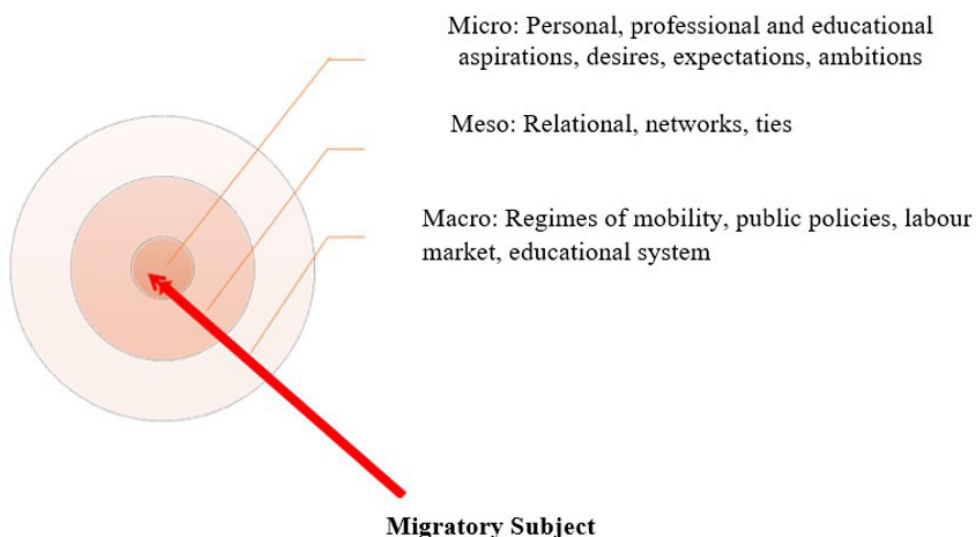 Micro: Personal, professional and educational
aspirations, desires, expectations, ambitions
Meso: Relational, networks, ties
Macro: Regimes of mobility, public policies, labour
market, educational system
Migratory Subject